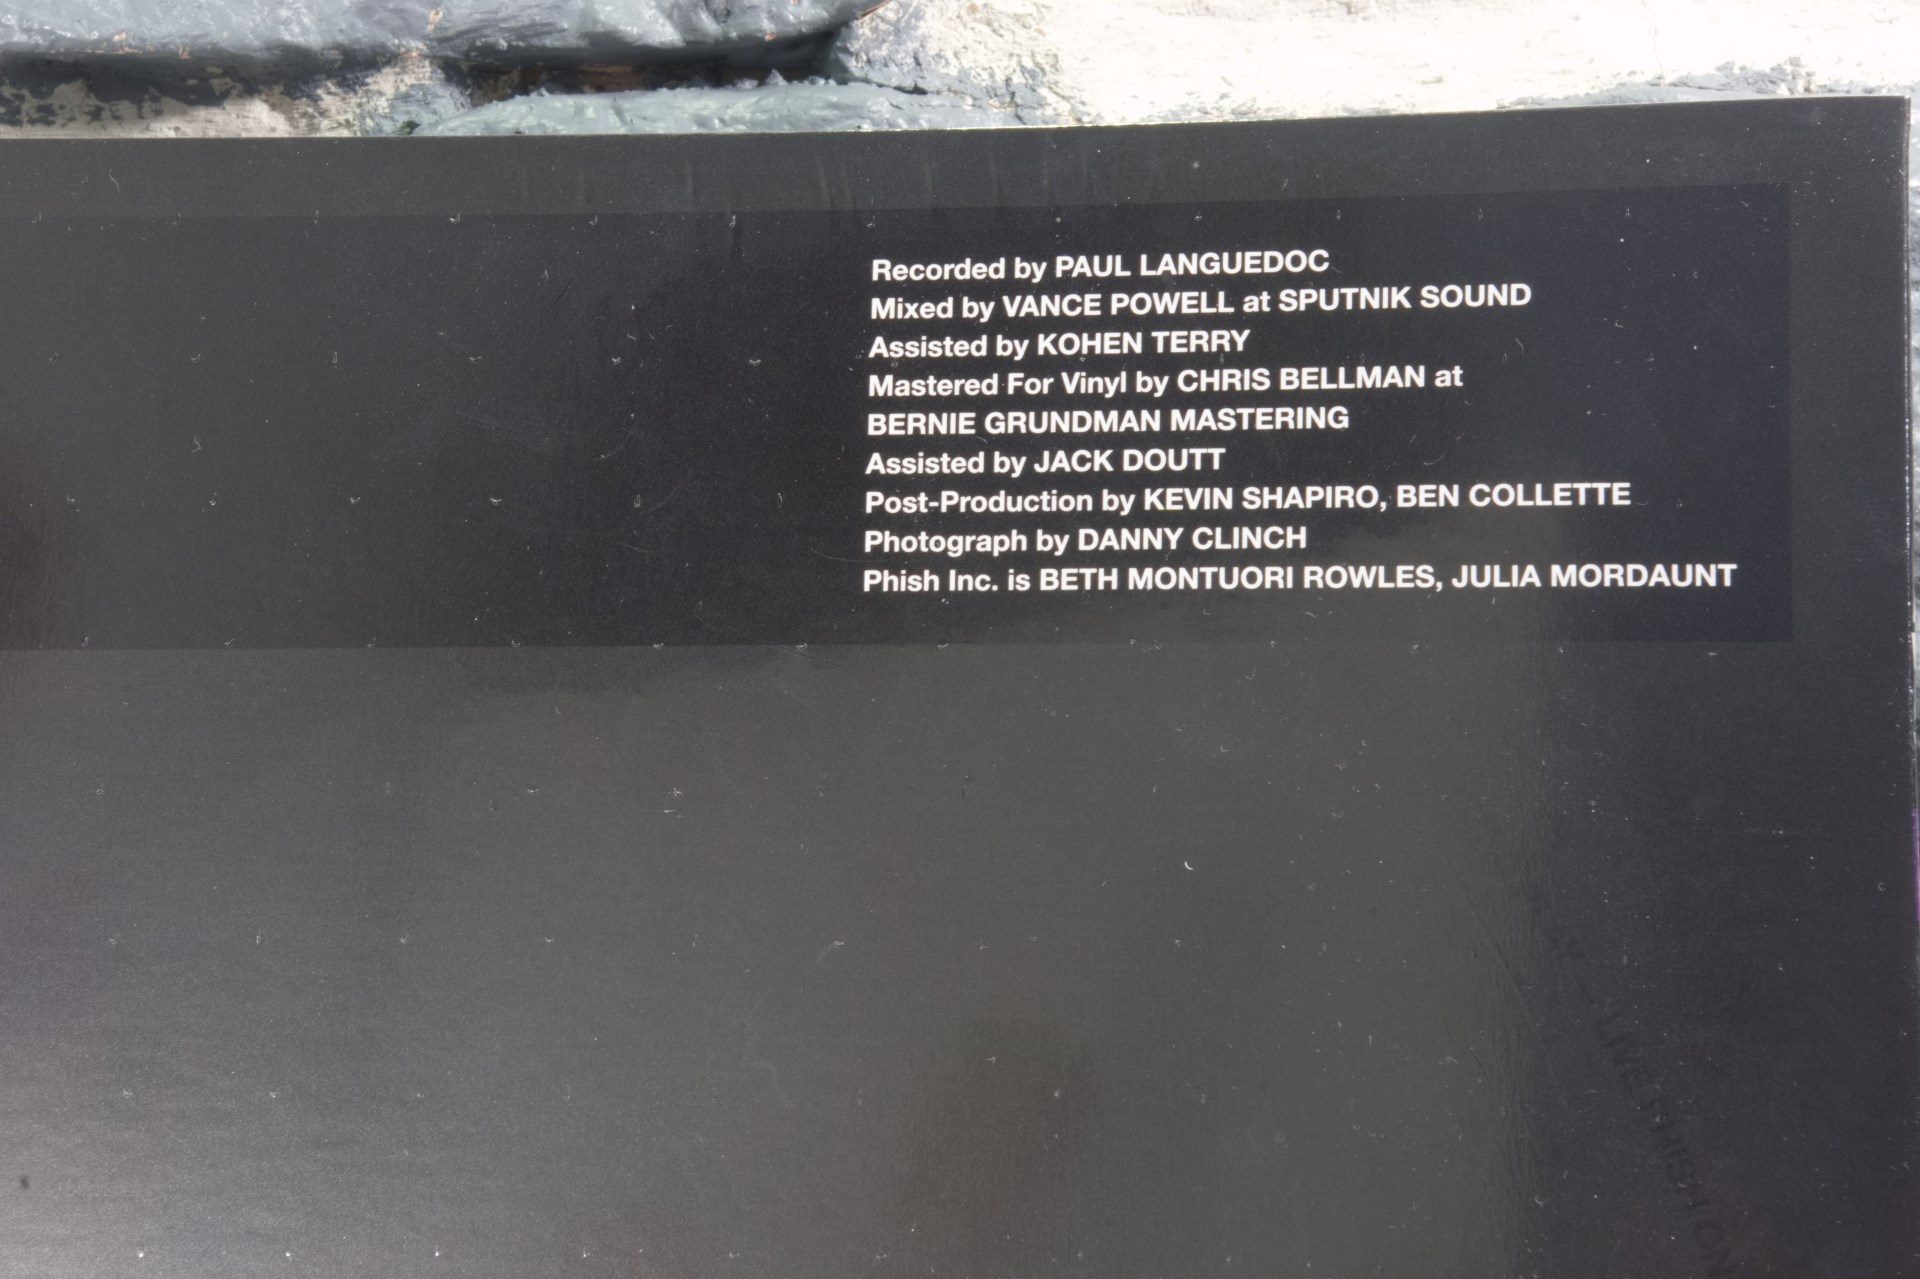 Recorded by PAUL LANGUEDOC
Mixed by VANCE POWELL at SPUTNIK SOUND
Assisted by KOHEN TERRY
Mastered For Vinyl by CHRIS BELLMAN at
BERNIE GRUNDMAN MASTERING
Assisted by JACK DOUTT
Post-Production by KEVIN SHAPIRO, BEN COLLETTE
Photograph by DANNY CLINCH
Phish Inc. is BETH MONTUORI ROWLES, JULIA MORDAUNT
LIVE PHISH